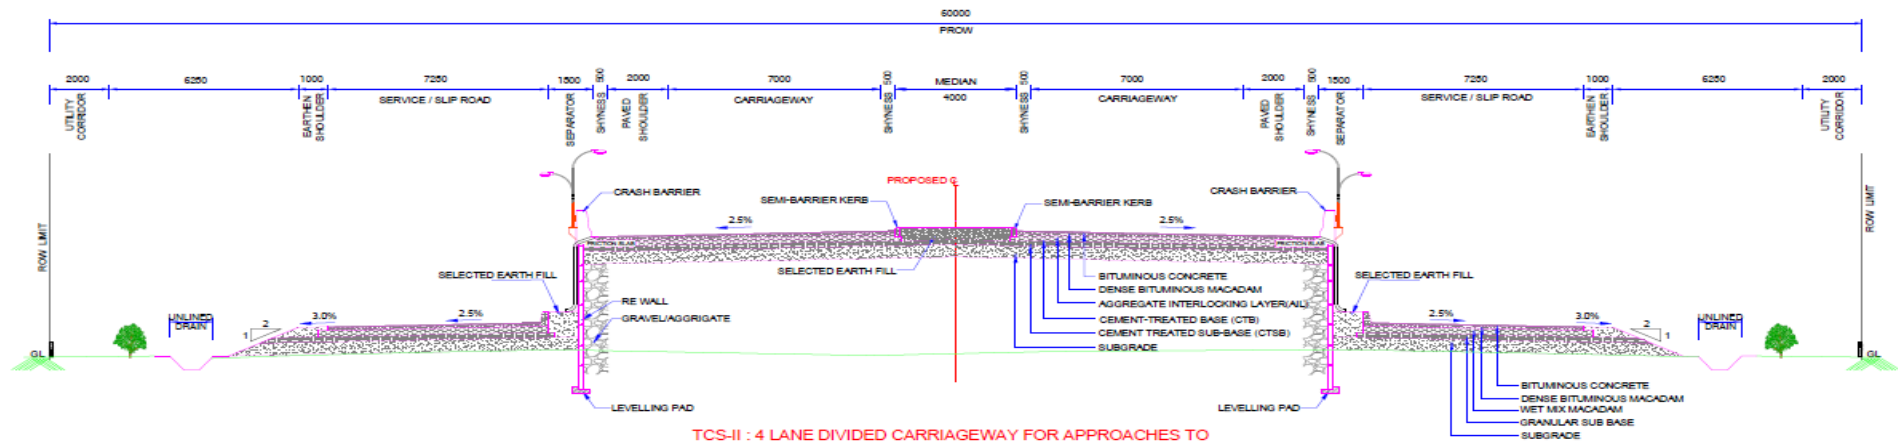 60000
PROW
2000
6250
1000
7250
1500
500
2000
7000
500
MEDIAN
4000
500
7000
2000
500
1500
7250
1000
6250
2000
UTILITY
CORRIDOR
EARTHEN
SHOULDER
SERVICE / SLIP ROAD
SEPARATOR
SHYNESS
PAVED
SHOULDER
CARRIAGEWAY
SHYNESS
SHYNESS
CARRIAGEWAY
PAVED
SHOULDER
SHYNESS
SEPARATOR
SERVICE / SLIP ROAD
EARTHEN
SHOULDER
UTILITY
CORRIDOR
ROW LIMIT
PROPOSED C
ROW LIMIT
CRASH BARRIER
SEMI-BARRIER KERB
SEMI-BARRIER KERB
CRASH BARRIER
2.5%
2.5%
FRICTION SLAB
FRICTION SLAB
SELECTED EARTH FILL
SELECTED EARTH FILL
SELECTED EARTH FILL
BITUMINOUS CONCRETE
DENSE BITUMINOUS MACADAM
AGGREGATE INTERLOCKING LAYER(AIL)
CEMENT-TREATED BASE (CTB)
CEMENT TREATED SUB-BASE (CTSB)
SUBGRADE
RE WALL
GRAVEL/AGGRIGATE
UNLINED
DRAIN
2
1
3.0%
2.5%
2.5%
3.0%
2
1
UNLINED
DRAIN
GL
GL
LEVELLING PAD
LEVELLING PAD
BITUMINOUS CONCRETE
DENSE BITUMINOUS MACADAM
WET MIX MACADAM
GRANULAR SUB BASE
SUBGRADE
TCS-II : 4 LANE DIVIDED CARRIAGEWAY FOR APPROACHES TO